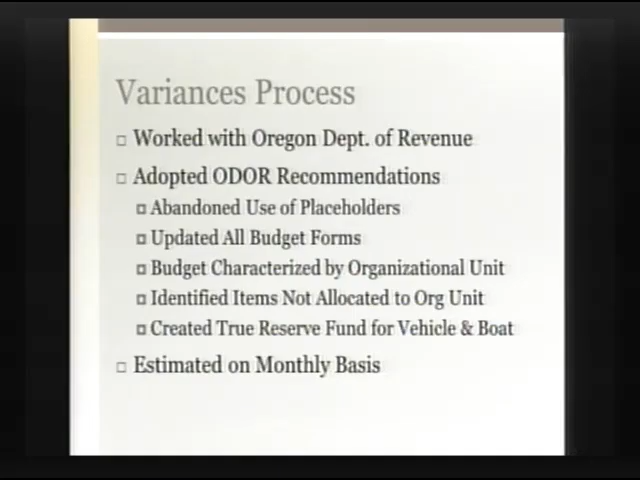 Variances Process
Worked with Oregon Dept. of Revenue
Adopted ODOR Recommendations
Abandoned Use of Placeholders
Updated All Budget Forms
Budget Characterized by Organizational Unit
Identified Items Not Allocated to Org Unit
Created True Reserve Fund for Vehicle & Boat
Estimated on Monthly Basis